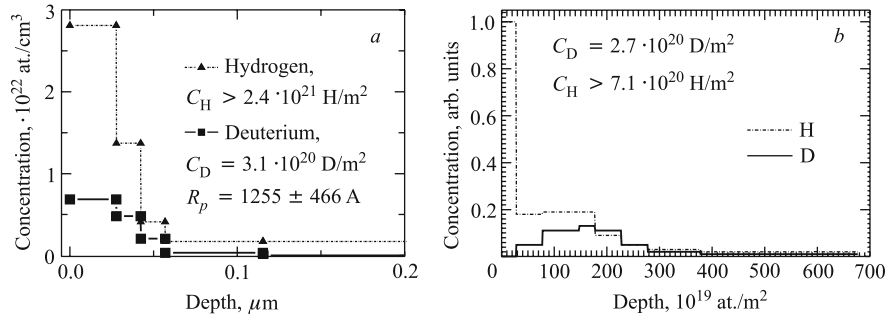 3
2
1
0
0.0
0.1
0.2
Concentration, ·10²² at./cm³
Depth, μm
a
Hydrogen,
C_H > 2.4 ·10²¹ H/m²
Deuterium,
C_D = 3.1 ·10²⁰ D/m²
R_p = 1255 ± 466 A
1.0
0.8
0.6
0.4
0.2
0
100
200
300
400
500
600
700
Concentration, arb. units
Depth, 10¹⁹ at./m²
b
C_D = 2.7 ·10²⁰ D/m²
C_H > 7.1 ·10²⁰ H/m²
H
D